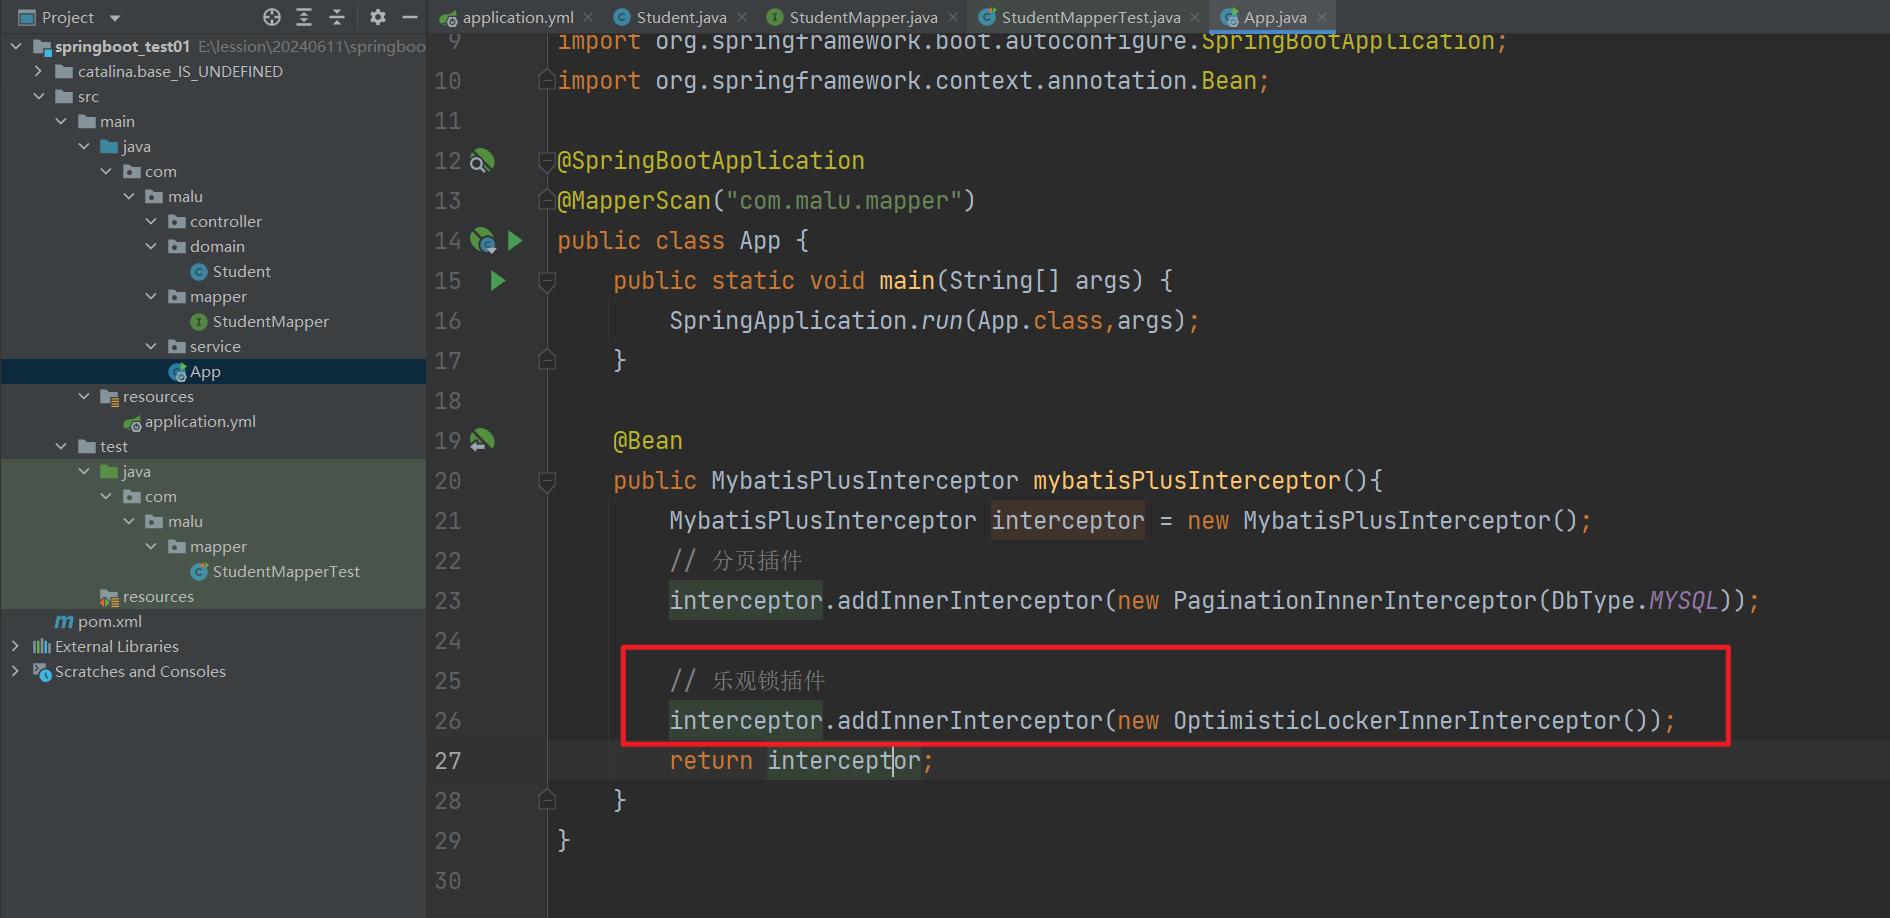 Project
springboot_test01 E:\lession\20240611\springboo
catalina.base_IS_UNDEFINED
src
main
java
com
malu
controller
domain
Student
mapper
StudentMapper
service
App
resources
application.yml
test
java
com
malu
mapper
StudentMapperTest
resources
pom.xml
External Libraries
Scratches and Consoles
application.yml Student.java StudentMapper.java StudentMapperTest.java App.java
9 import org.springframework.boot.autoconfigure.SpringBootApplication;
10 import org.springframework.context.annotation.Bean;
11
12 @SpringBootApplication
13 @MapperScan("com.malu.mapper")
14 public class App {
15 public static void main(String[] args) {
16 SpringApplication.run(App.class,args);
17 }
18
19 @Bean
20 public MybatisPlusInterceptor mybatisPlusInterceptor(){
21 MybatisPlusInterceptor interceptor = new MybatisPlusInterceptor();
22 // 分页插件
23 interceptor.addInnerInterceptor(new PaginationInnerInterceptor(DbType.MYSQL));
24
25 // 乐观锁插件
26 interceptor.addInnerInterceptor(new OptimisticLockerInnerInterceptor());
27 return interceptor;
28 }
29 }
30